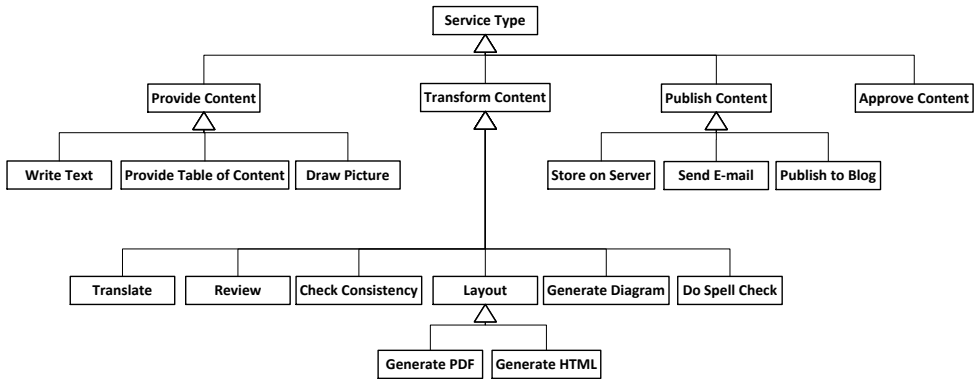 Service Type
Provide Content
Transform Content
Publish Content
Approve Content
Write Text
Provide Table of Content
Draw Picture
Store on Server
Send E-mail
Publish to Blog
Translate
Review
Check Consistency
Layout
Generate Diagram
Do Spell Check
Generate PDF
Generate HTML